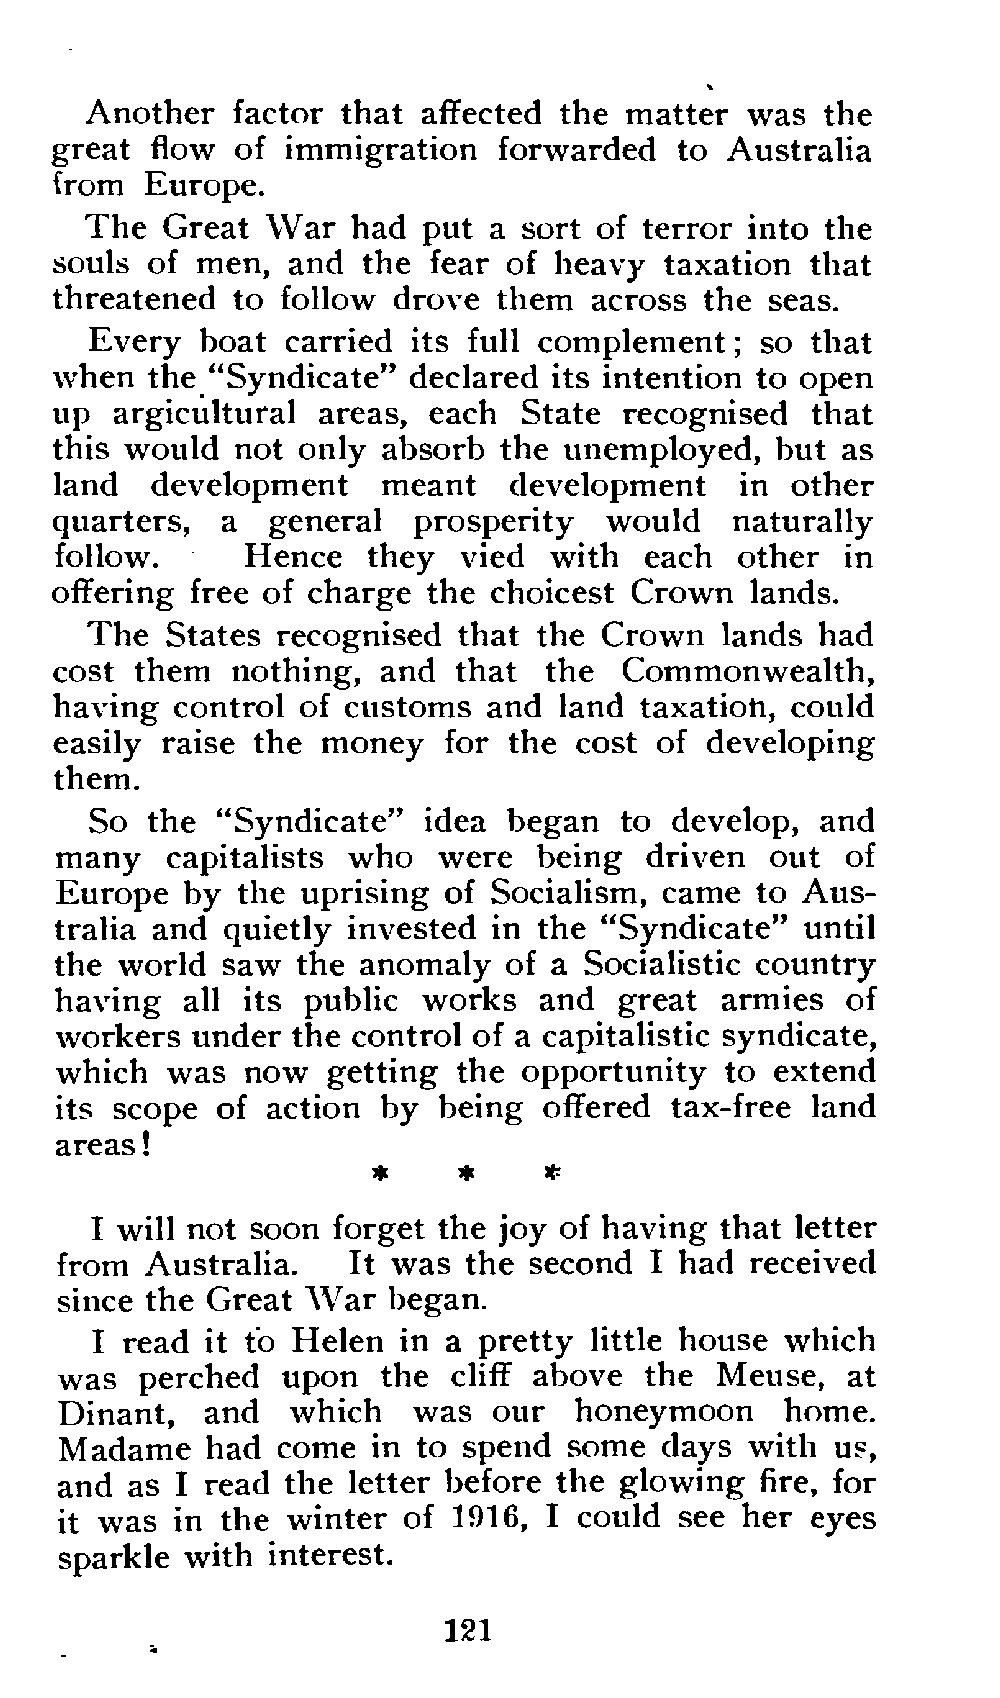 Another factor that affected the matter was the
great flow of immigration forwarded to Australia
from Europe.
The Great War had put a sort of terror into the
souls of men, and the fear of heavy taxation that
threatened to follow drove them across the seas.
Every boat carried its full complement; so that
when the "Syndicate" declared its intention to open
up argicultural areas, each State recognised that
this would not only absorb the unemployed, but as
land development meant development in other
quarters, a general prosperity would naturally
follow. Hence they vied with each other in
offering free of charge the choicest Crown lands.
The States recognised that the Crown lands had
cost them nothing, and that the Commonwealth,
having control of customs and land taxation, could
easily raise the money for the cost of developing
them.
So the "Syndicate" idea began to develop, and
many capitalists who were being driven out of
Europe by the uprising of Socialism, came to Aus-
tralia and quietly invested in the "Syndicate" until
the world saw the anomaly of a Socialistic country
having all its public works and great armies of
workers under the control of a capitalistic syndicate,
which was now getting the opportunity to extend
its scope of action by being offered tax-free land
areas!
* * *
I will not soon forget the joy of having that letter
from Australia. It was the second I had received
since the Great War began.
I read it to Helen in a pretty little house which
was perched upon the cliff above the Meuse, at
Dinant, and which was our honeymoon home.
Madame had come in to spend some days with us,
and as I read the letter before the glowing fire, for
it was in the winter of 1916, I could see her eyes
sparkle with interest.
121